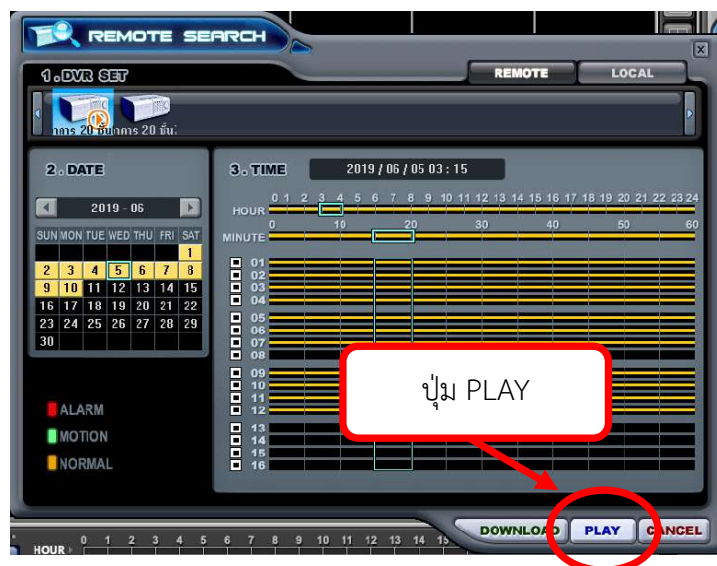 REMOTE SEARCH
1.DVR SET
REMOTE LOCAL
าคาร 20 ชั้น าคาร 20 ชั้น
2.DATE
2019 - 06
SUN MON TUE WED THU FRI SAT
1
2 3 4 5 6 7 8
9 10 11 12 13 14 15
16 17 18 19 20 21 22
23 24 25 26 27 28 29
30
ALARM
MOTION
NORMAL
3.TIME
2019 / 06 / 05 03 : 15
0 1 2 3 4 5 6 7 8 9 10 11 12 13 14 15 16 17 18 19 20 21 22 23 24
HOUR
0 10 20 30 40 50 60
MINUTE
01
02
03
04
05
06
07
08
09
10
11
12
13
14
15
16
ปุ่ม PLAY
DOWNLOAD PLAY CANCEL
HOUR 0 1 2 3 4 5 6 7 8 9 10 11 12 13 14 15